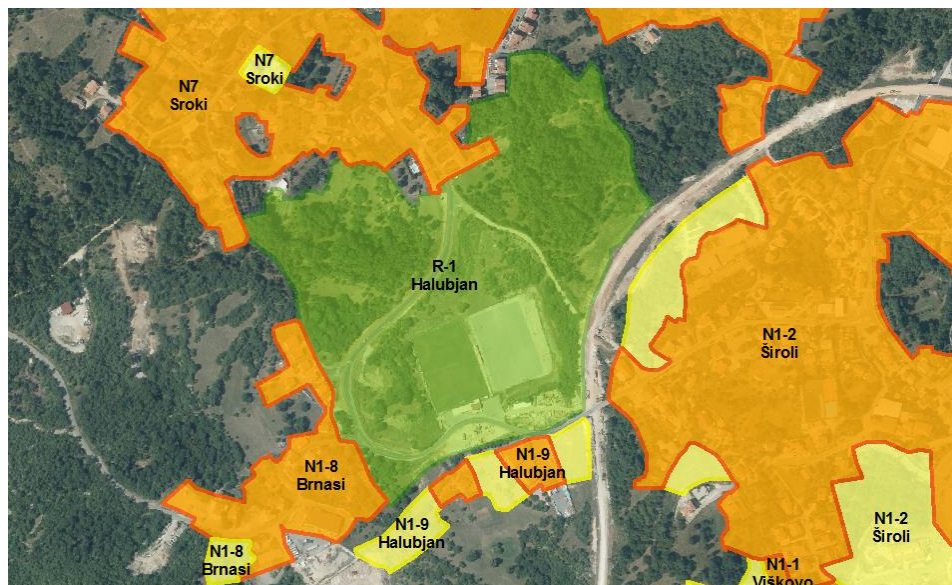 N7
Sroki
N7
Sroki
R-1
Halubjan
N1-2
Široli
N1-8
Brnasi
N1-9
Halubjan
N1-9
Halubjan
N1-8
Brnasi
N1-2
Široli
N1-1
Viškovo